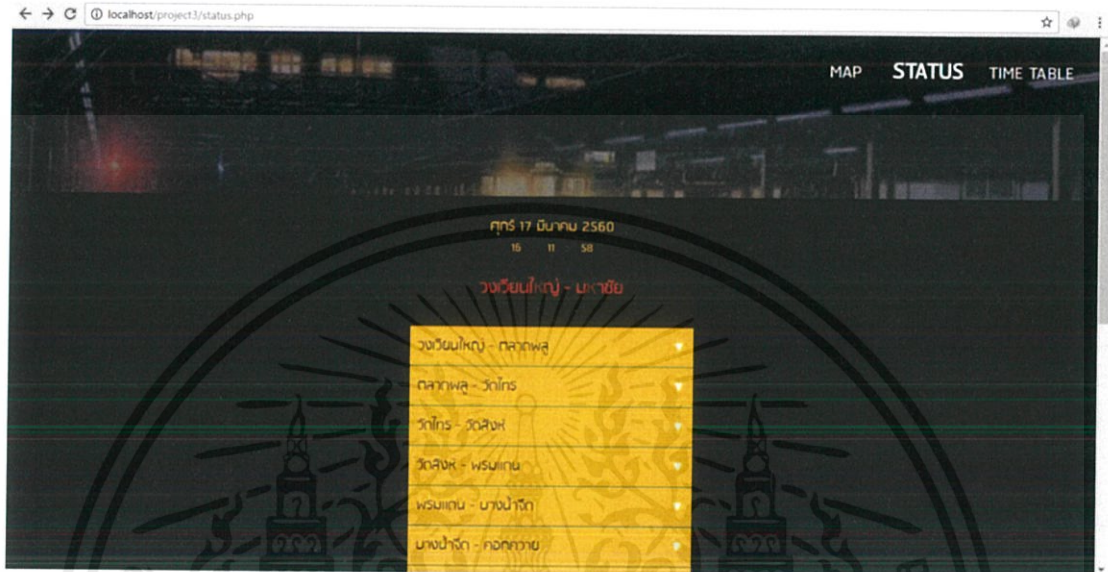 localhost/project3/status.php
MAP STATUS TIME TABLE
ศุกร์ 17 มีนาคม 2560
16 11 58
วงเวียนใหญ่ - มหาชัย
วงเวียนใหญ่ - ตลาดพลู
ตลาดพลู - วัดไทร
วัดไทร - วัดสิงห์
วัดสิงห์ - พรมแดน
พรมแดน - บางน้ำจืด
บางน้ำจืด - คอกควาย